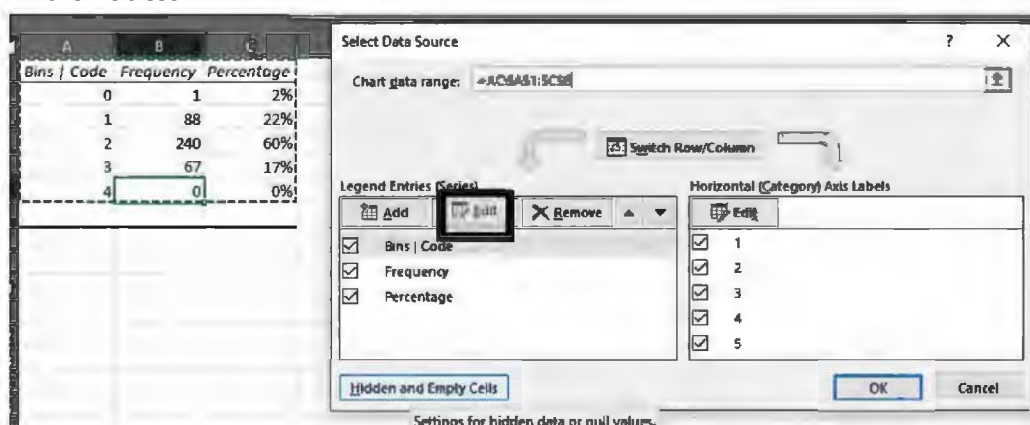 A B C
Bins | Code Frequency Percentage
0 1 2%
1 88 22%
2 240 60%
3 67 17%
4 0 0%
Select Data Source ? X
Chart data range:
Switch Row/Column
Legend Entries (Series)
Add Edit Remove
Bins | Code
Frequency
Percentage
Horizontal (Category) Axis Labels
Edit
1
2
3
4
5
Hidden and Empty Cells
OK Cancel
Settings for hidden data or null values.